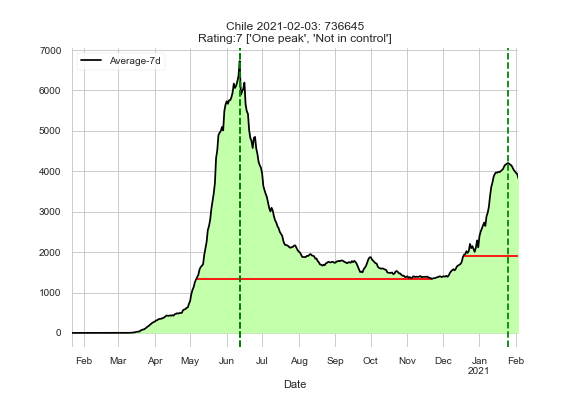 Chile 2021-02-03: 736645
Rating:7 ['One peak', 'Not in control']
7000
Average-7d
6000
5000
4000
3000
2000
1000
0
Feb Mar Apr May Jun Jul Aug Sep Oct Nov Dec Jan Feb
2021
Date